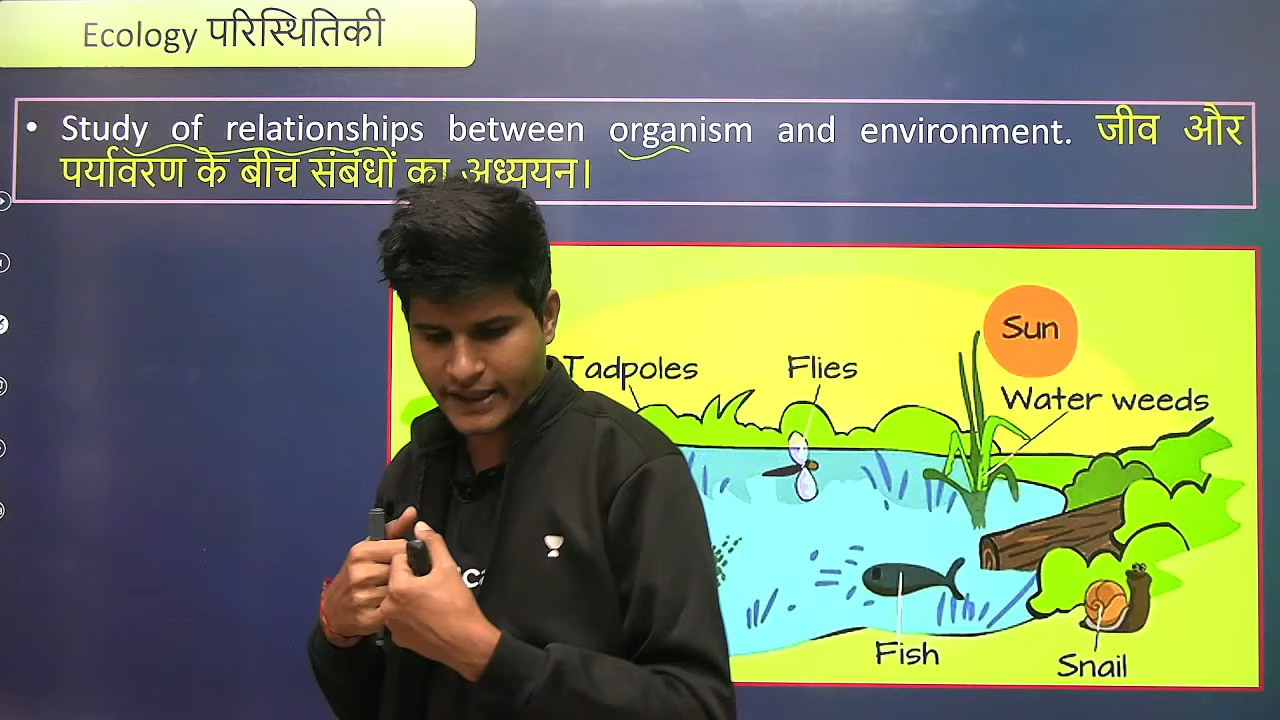 Ecology परिस्थितिकी
• Study of relationships between organism and environment. जीव और
पर्यावरण के बीच संबंधों का अध्ययन।
Sun
Tadpoles
Flies
Water weeds
Fish
Snail